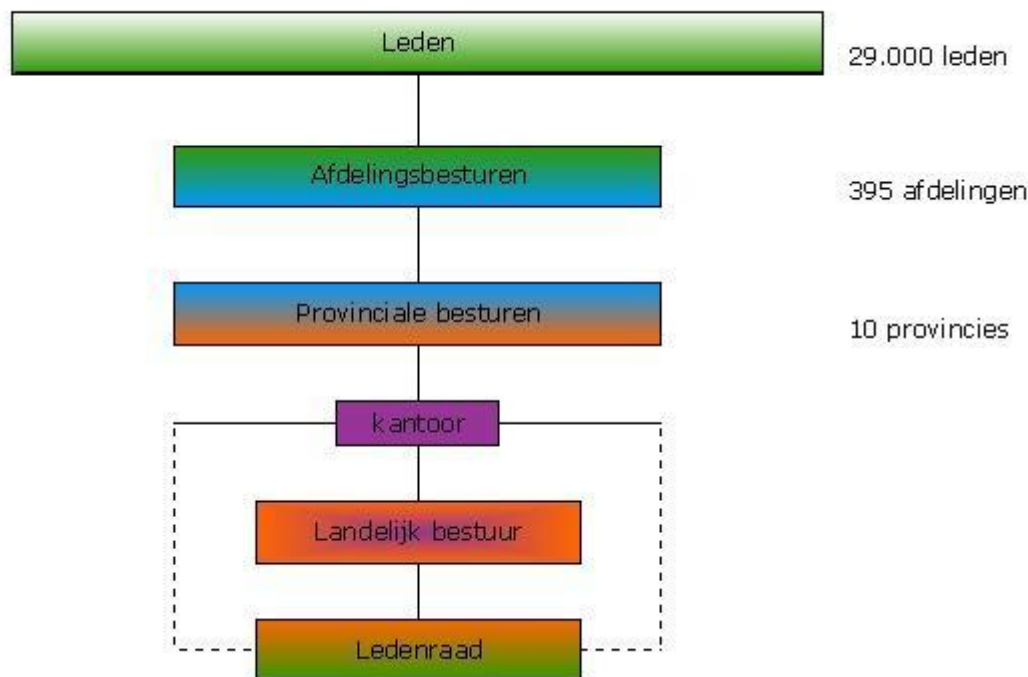 Leden
29.000 leden
Afdelingsbesturen
395 afdelingen
Provinciale besturen
10 provincies
kantoor
Landelijk bestuur
Ledenraad